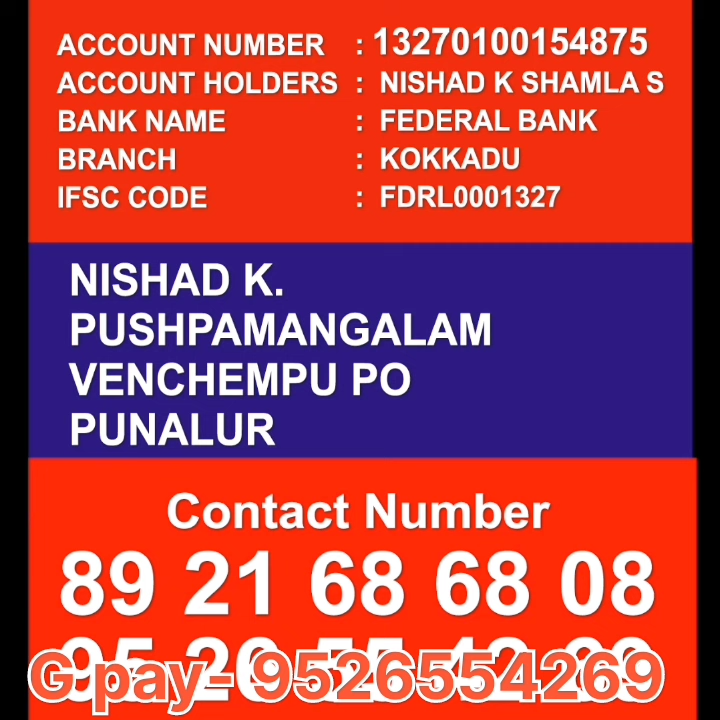 ACCOUNT NUMBER : 13270100154875
ACCOUNT HOLDERS : NISHAD K SHAMLA S
BANK NAME : FEDERAL BANK
BRANCH : KOKKADU
IFSC CODE : FDRL0001327
NISHAD K.
PUSHPAMANGALAM
VENCHEMPU PO
PUNALUR
Contact Number
89 21 68 68 08
G pay- 9526554269